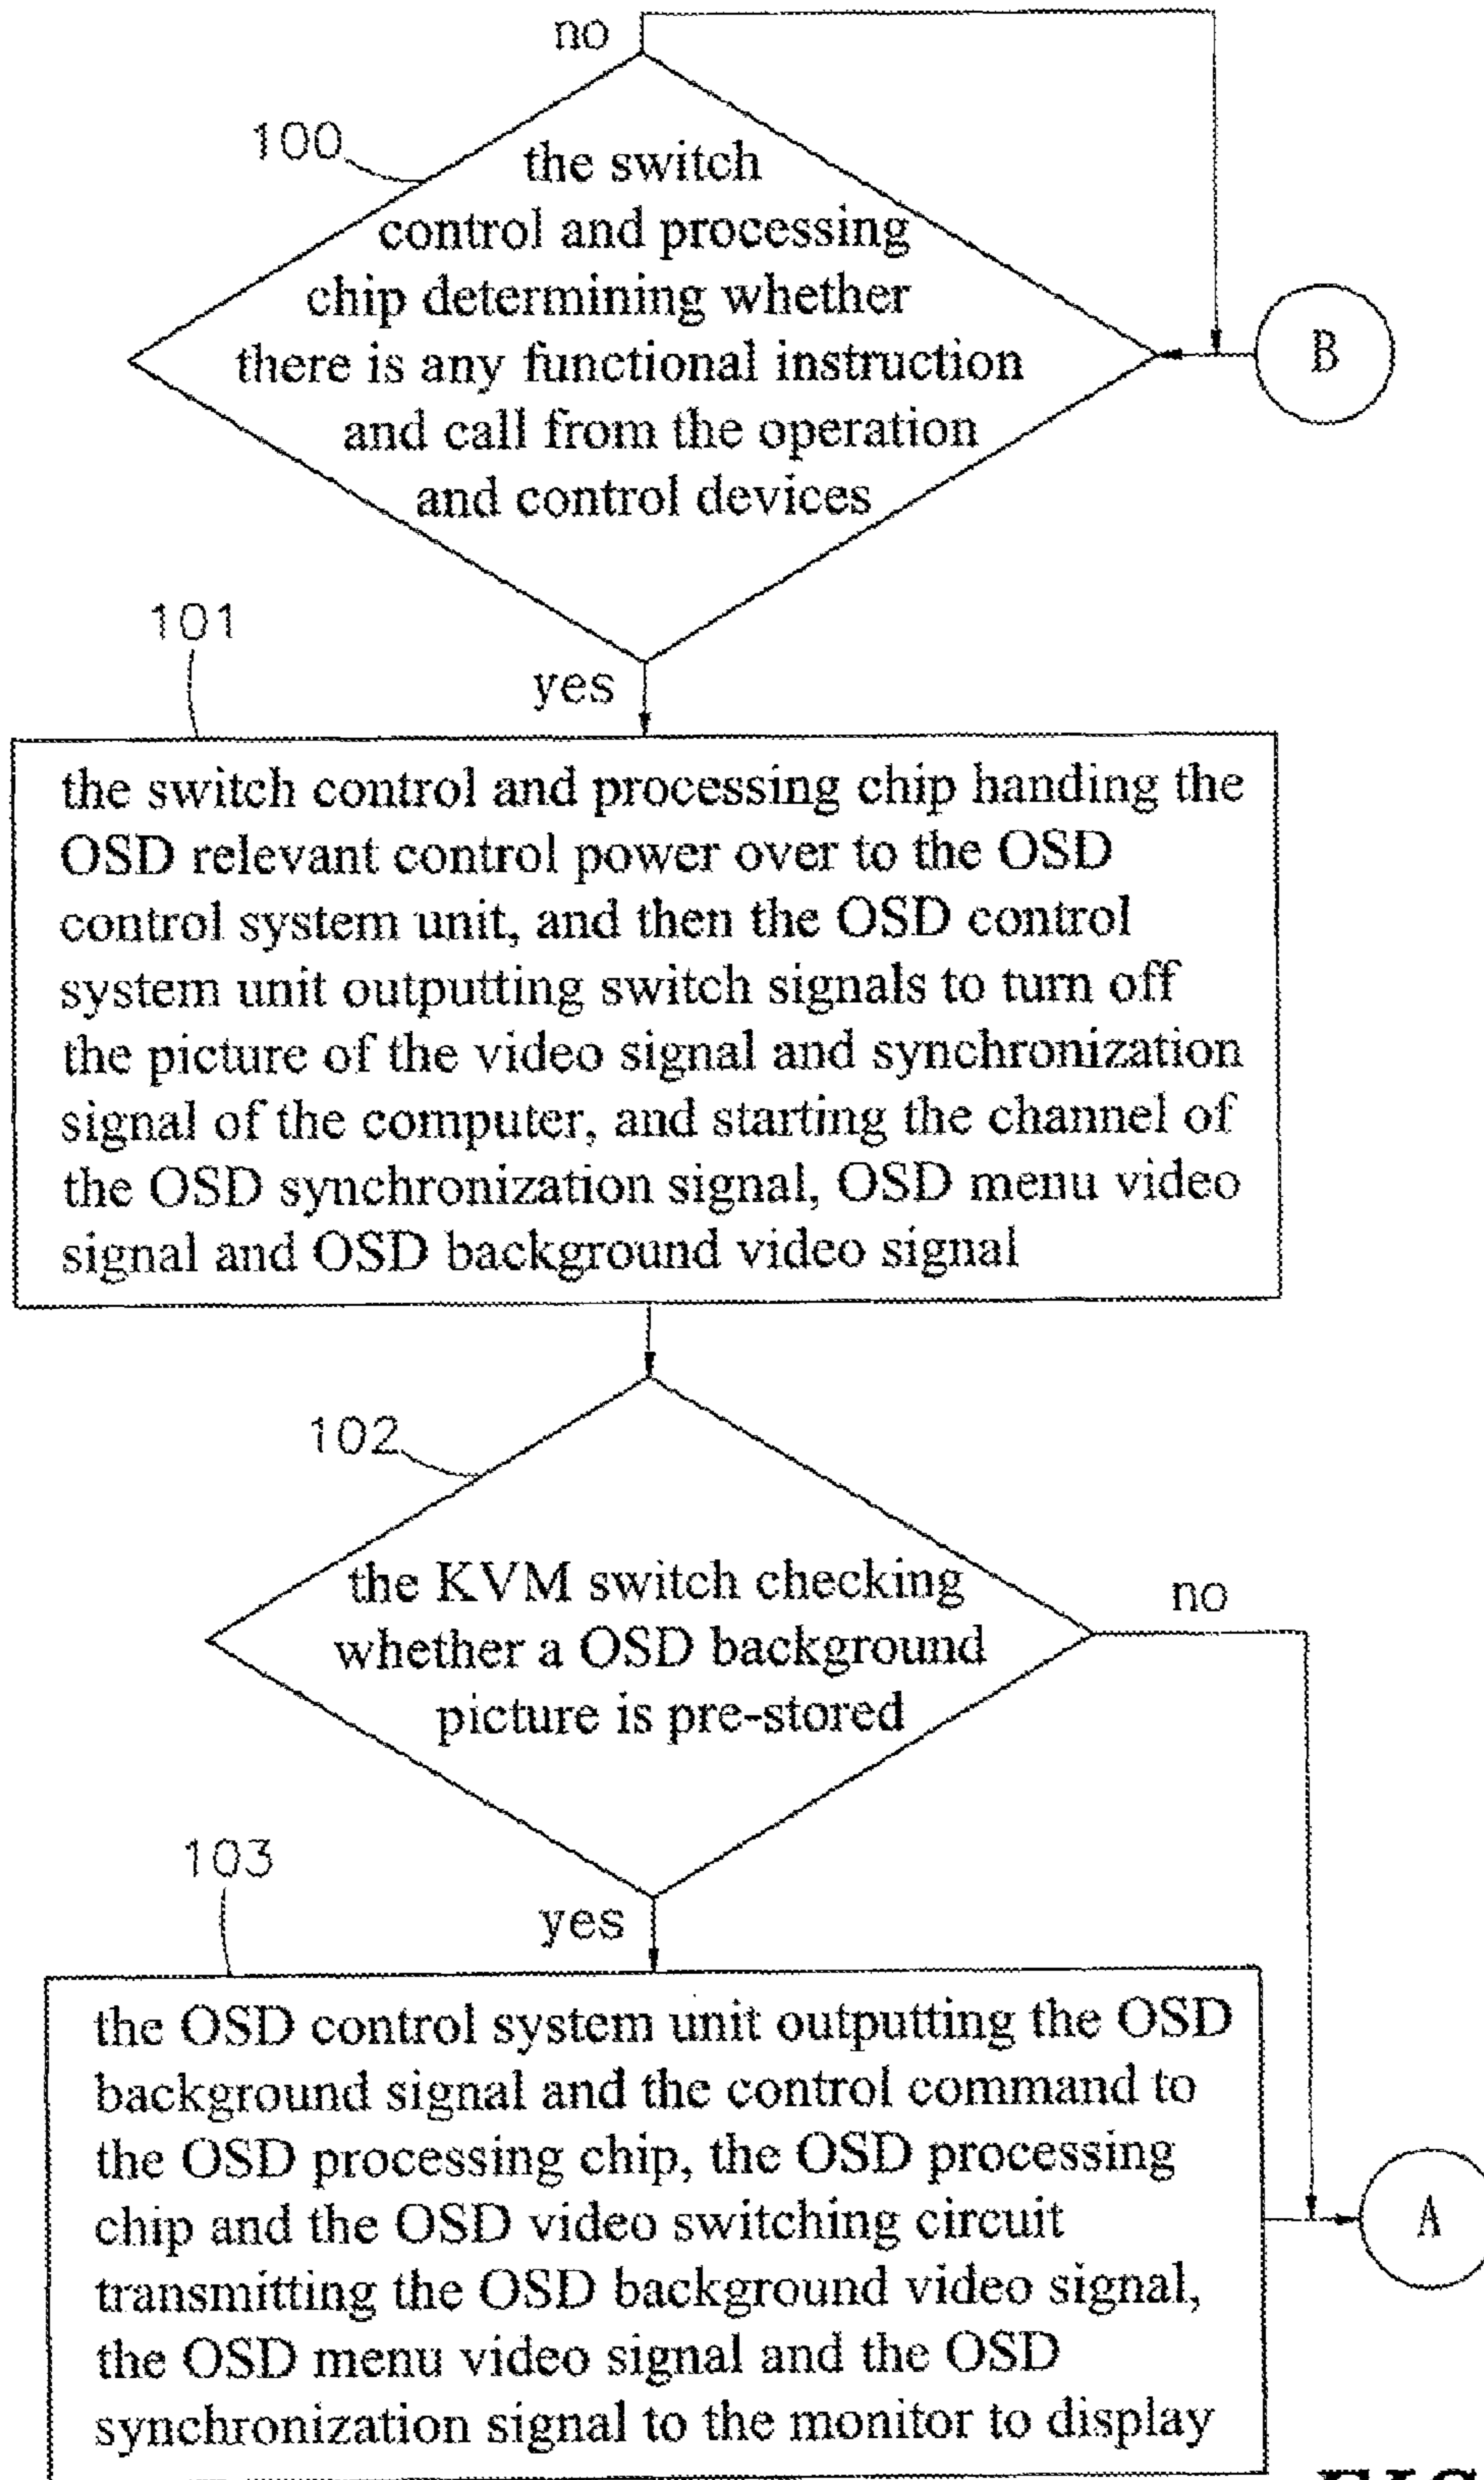 no
100
the switch
control and processing
chip determining whether
there is any functional instruction
and call from the operation
and control devices
B
101
yes
the switch control and processing chip handing the
OSD relevant control power over to the OSD
control system unit, and then the OSD control
system unit outputting switch signals to turn off
the picture of the video signal and synchronization
signal of the computer, and starting the channel of
the OSD synchronization signal, OSD menu video
signal and OSD background video signal
102
the KVM switch checking
whether a OSD background
picture is pre-stored
no
103
yes
the OSD control system unit outputting the OSD
background signal and the control command to
the OSD processing chip, the OSD processing
chip and the OSD video switching circuit
transmitting the OSD background video signal,
the OSD menu video signal and the OSD
synchronization signal to the monitor to display
A